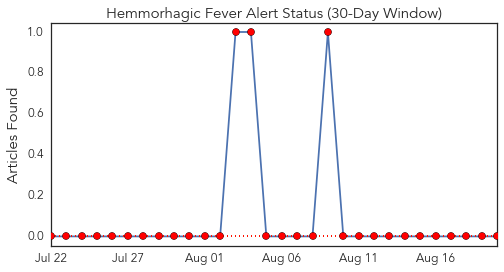 Hemmorhagic Fever Alert Status (30-Day Window)
Articles Found
1.0
0.8
0.6
0.4
0.2
0.0
Jul 22 Jul 27 Aug 01 Aug 06 Aug 11 Aug 16